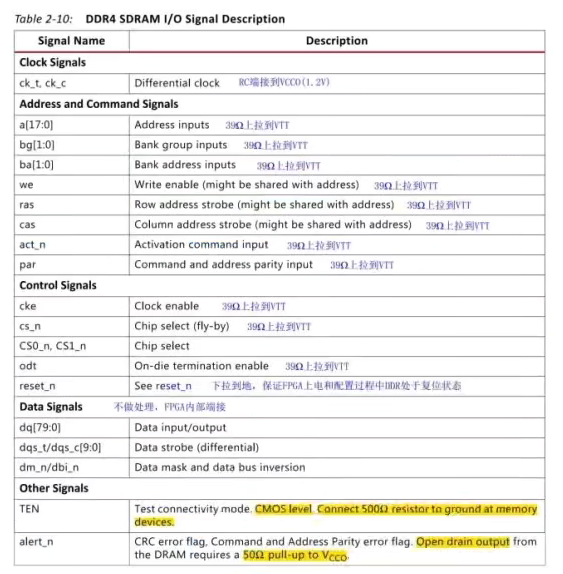 Table 2-10: DDR4 SDRAM I/O Signal Description
Signal Name Description
Clock Signals
ck_t, ck_c Differential clock RC端接到VCCO(1.2V)
Address and Command Signals
a[17:0] Address inputs 39Ω上拉到VTT
bg[1:0] Bank group inputs 39Ω上拉到VTT
ba[1:0] Bank address inputs 39Ω上拉到VTT
we Write enable (might be shared with address) 39Ω上拉到VTT
ras Row address strobe (might be shared with address) 39Ω上拉到VTT
cas Column address strobe (might be shared with address) 39Ω上拉到VTT
act_n Activation command input 39Ω上拉到VTT
par Command and address parity input 39Ω上拉到VTT
Control Signals
cke Clock enable 39Ω上拉到VTT
cs_n Chip select (fly-by) 39Ω上拉到VTT
CS0_n, CS1_n Chip select
odt On-die termination enable 39Ω上拉到VTT
reset_n See reset_n 下拉到地，保证FPGA上电和配置过程中DDR处于复位状态
Data Signals 不做处理，FPGA内部端接
dq[79:0] Data input/output
dqs_t/dqs_c[9:0] Data strobe (differential)
dm_n/dbi_n Data mask and data bus inversion
Other Signals
TEN Test connectivity mode. CMOS level. Connect 500Ω resistor to ground at memory
devices.
alert_n CRC error flag, Command and Address Parity error flag. Open drain output from
the DRAM requires a 50Ω pull-up to VCCO.